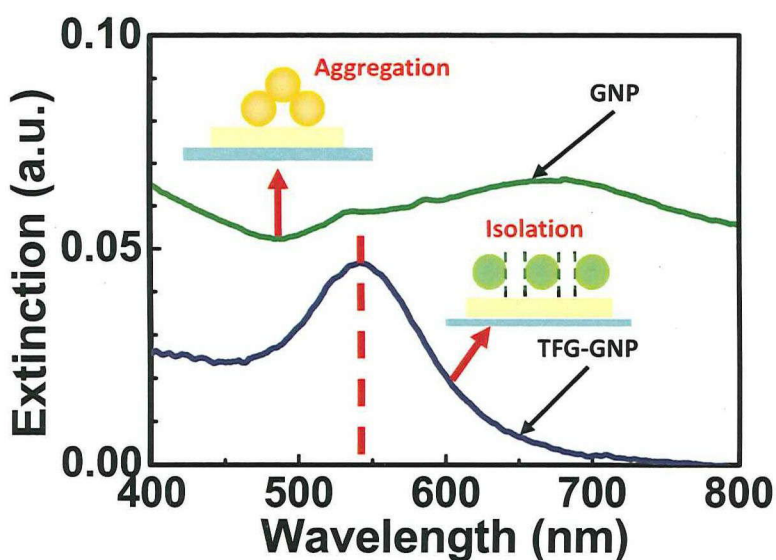 0.10
Aggregation
GNP
Extinction (a.u.)
0.05
Isolation
TFG-GNP
0.00
400
500
600
700
800
Wavelength (nm)